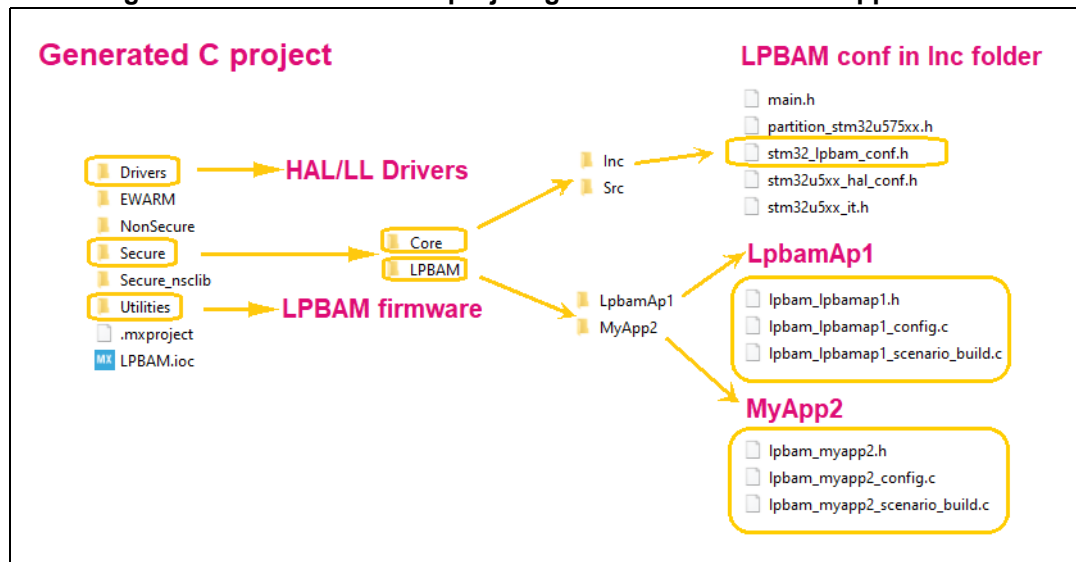 Generated C project
Drivers
EWARM
NonSecure
Secure
Secure_nsclib
Utilities
.mxproject
MX LPBAM.ioc
HAL/LL Drivers
LPBAM firmware
Core
LPBAM
Inc
Src
LpbamAp1
MyApp2
LPBAM conf in Inc folder
main.h
partition_stm32u575xx.h
stm32_lpbam_conf.h
stm32u5xx_hal_conf.h
stm32u5xx_it.h
LpbamAp1
lpbam_lpbamap1.h
lpbam_lpbamap1_config.c
lpbam_lpbamap1_scenario_build.c
MyApp2
lpbam_myapp2.h
lpbam_myapp2_config.c
lpbam_myapp2_scenario_build.c